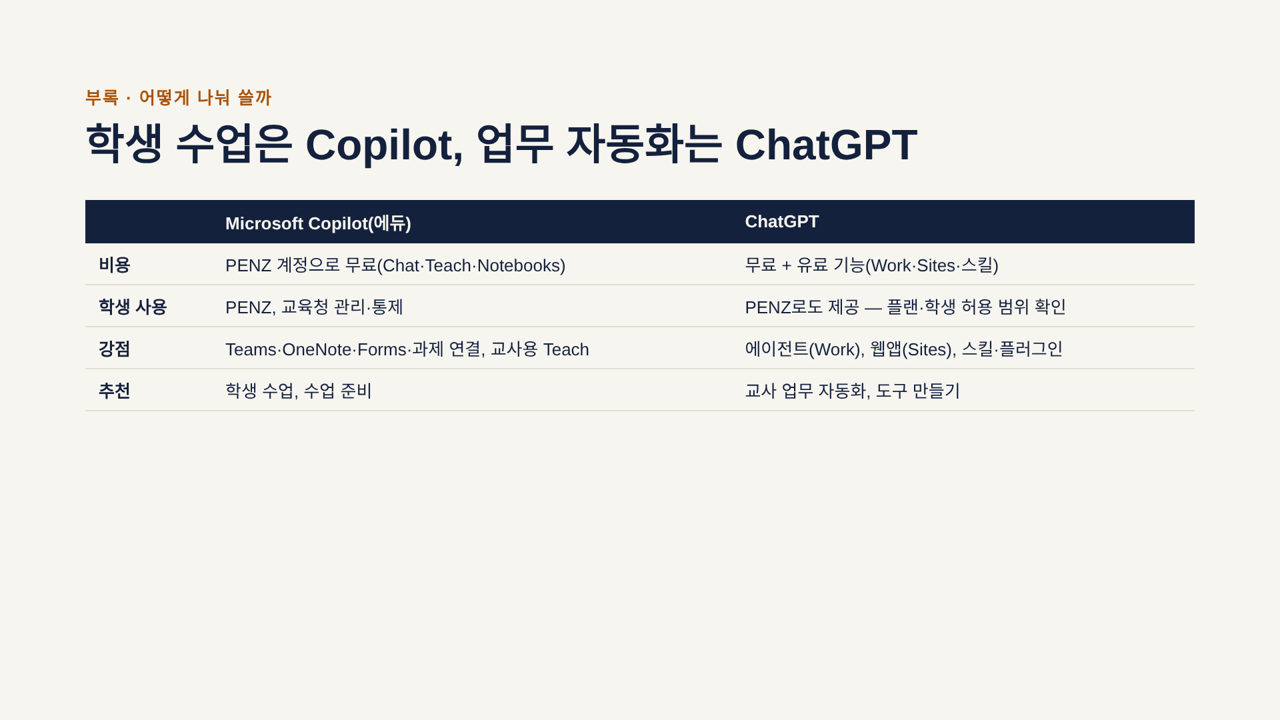 부록 · 어떻게 나눠 쓸까
학생 수업은 Copilot, 업무 자동화는 ChatGPT
Microsoft Copilot(에듀) ChatGPT
비용 PENZ 계정으로 무료(Chat·Teach·Notebooks) 무료 + 유료 기능(Work·Sites·스킬)
학생 사용 PENZ, 교육청 관리·통제 PENZ로도 제공 — 플랜·학생 허용 범위 확인
강점 Teams·OneNote·Forms·과제 연결, 교사용 Teach 에이전트(Work), 웹앱(Sites), 스킬·플러그인
추천 학생 수업, 수업 준비 교사 업무 자동화, 도구 만들기